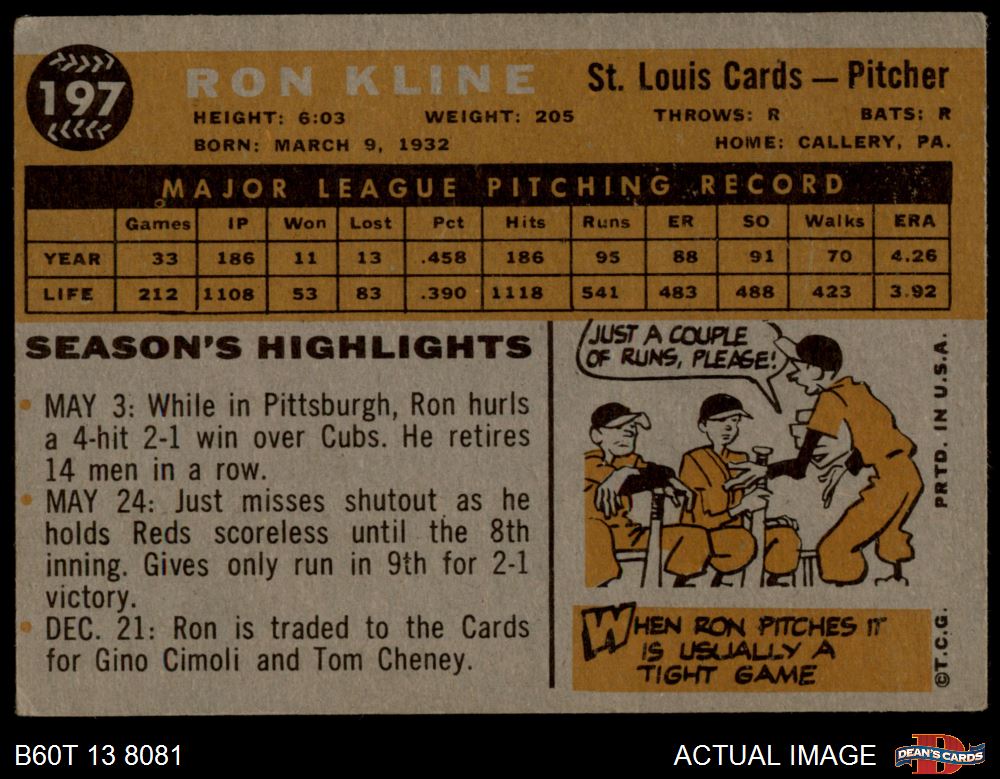 197
RON KLINE St. Louis Cards — Pitcher
HEIGHT: 6:03 WEIGHT: 205 THROWS: R BATS: R
BORN: MARCH 9, 1932 HOME: CALLERY, PA.
MAJOR LEAGUE PITCHING RECORD
Games IP Won Lost Pct Hits Runs ER SO Walks ERA
YEAR 33 186 11 13 .458 186 95 88 91 70 4.26
LIFE 212 1108 53 83 .390 1118 541 483 488 423 3.92
SEASON'S HIGHLIGHTS
• MAY 3: While in Pittsburgh, Ron hurls
a 4-hit 2-1 win over Cubs. He retires
14 men in a row.
• MAY 24: Just misses shutout as he
holds Reds scoreless until the 8th
inning. Gives only run in 9th for 2-1
victory.
• DEC. 21: Ron is traded to the Cards
for Gino Cimoli and Tom Cheney.
JUST A COUPLE
OF RUNS, PLEASE!
WHEN RON PITCHES IT
IS USUALLY A
TIGHT GAME
©T.C.G. PRTD. IN U.S.A.
B60T 13 8081 ACTUAL IMAGE
DEAN'S CARDS